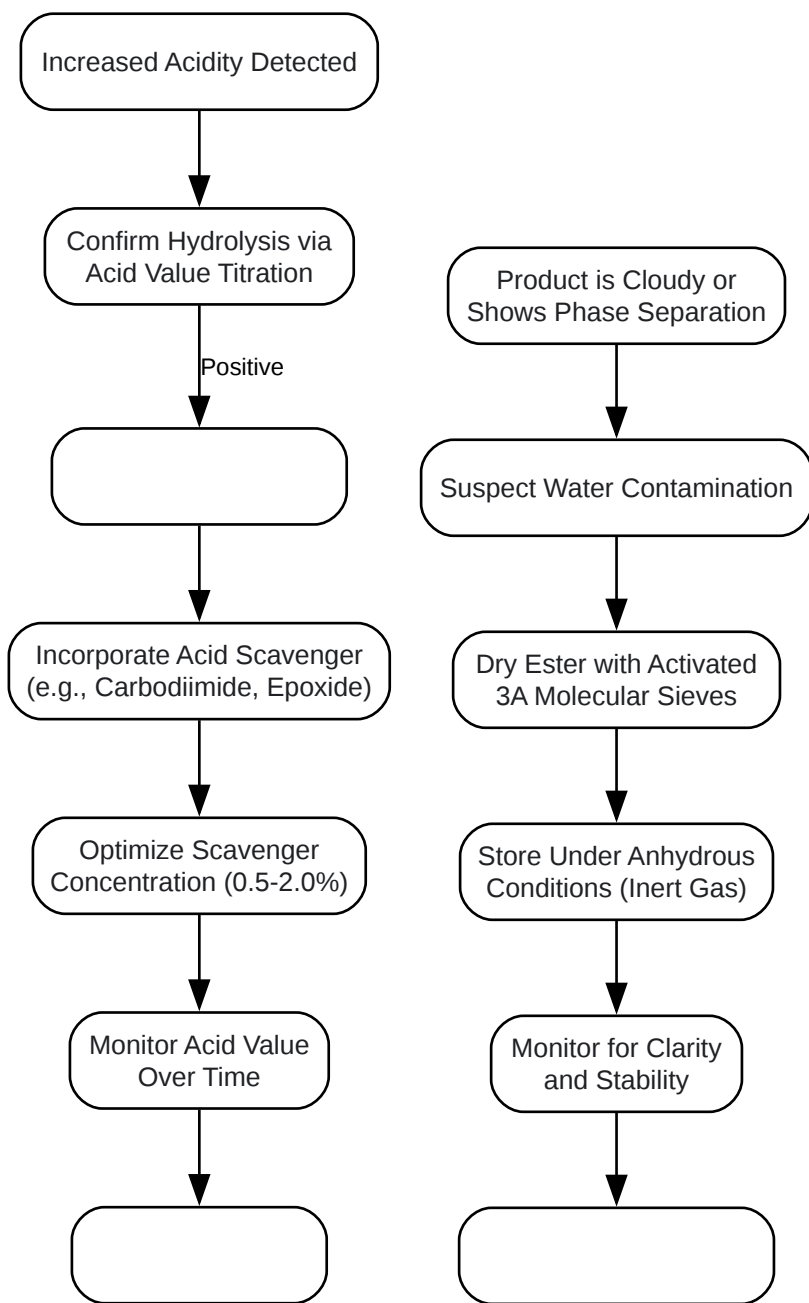 Increased Acidity Detected
Confirm Hydrolysis via
Acid Value Titration
Positive
Incorporate Acid Scavenger
(e.g., Carbodiimide, Epoxide)
Optimize Scavenger
Concentration (0.5-2.0%)
Monitor Acid Value
Over Time
Product is Cloudy or
Shows Phase Separation
Suspect Water Contamination
Dry Ester with Activated
3A Molecular Sieves
Store Under Anhydrous
Conditions (Inert Gas)
Monitor for Clarity
and Stability